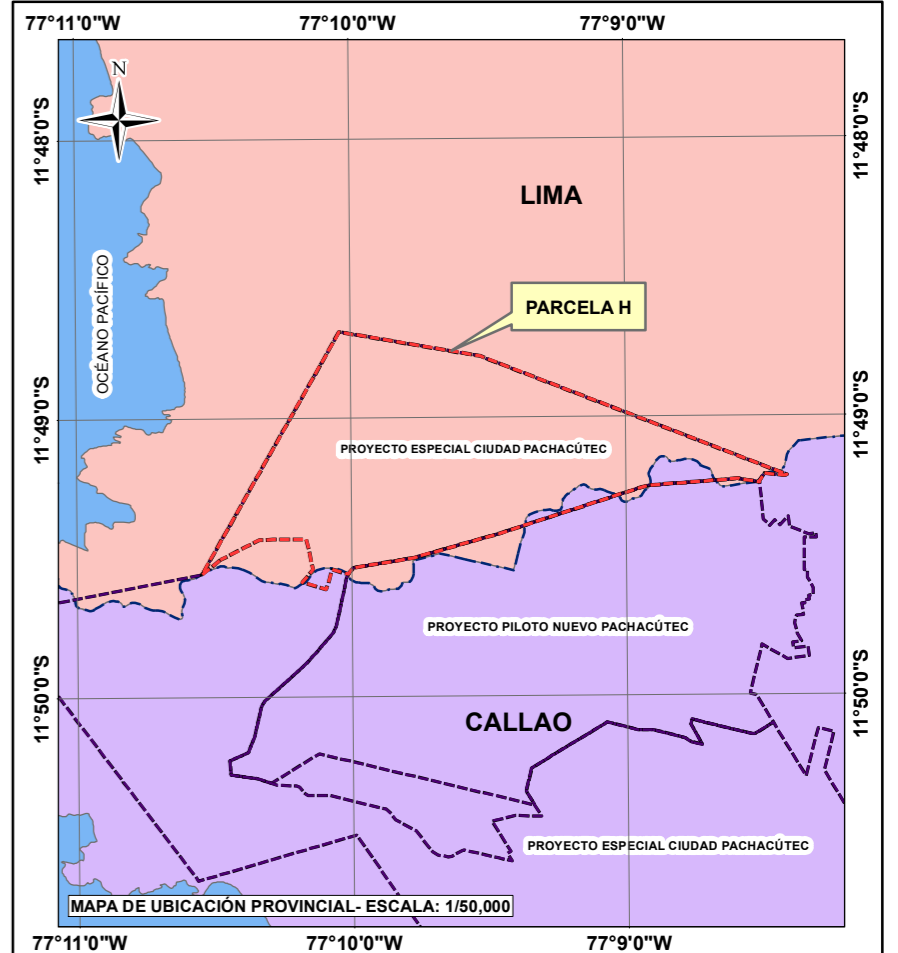 77°11'0"W 77°10'0"W 77°9'0"W
N
11°48'0"S
11°48'0"S
LIMA
OCÉANO PACÍFICO
PARCELA H
11°49'0"S
11°49'0"S
PROYECTO ESPECIAL CIUDAD PACHACÚTEC
PROYECTO PILOTO NUEVO PACHACÚTEC
11°50'0"S
11°50'0"S
CALLAO
PROYECTO ESPECIAL CIUDAD PACHACÚTEC
MAPA DE UBICACIÓN PROVINCIAL- ESCALA: 1/50,000
77°11'0"W 77°10'0"W 77°9'0"W